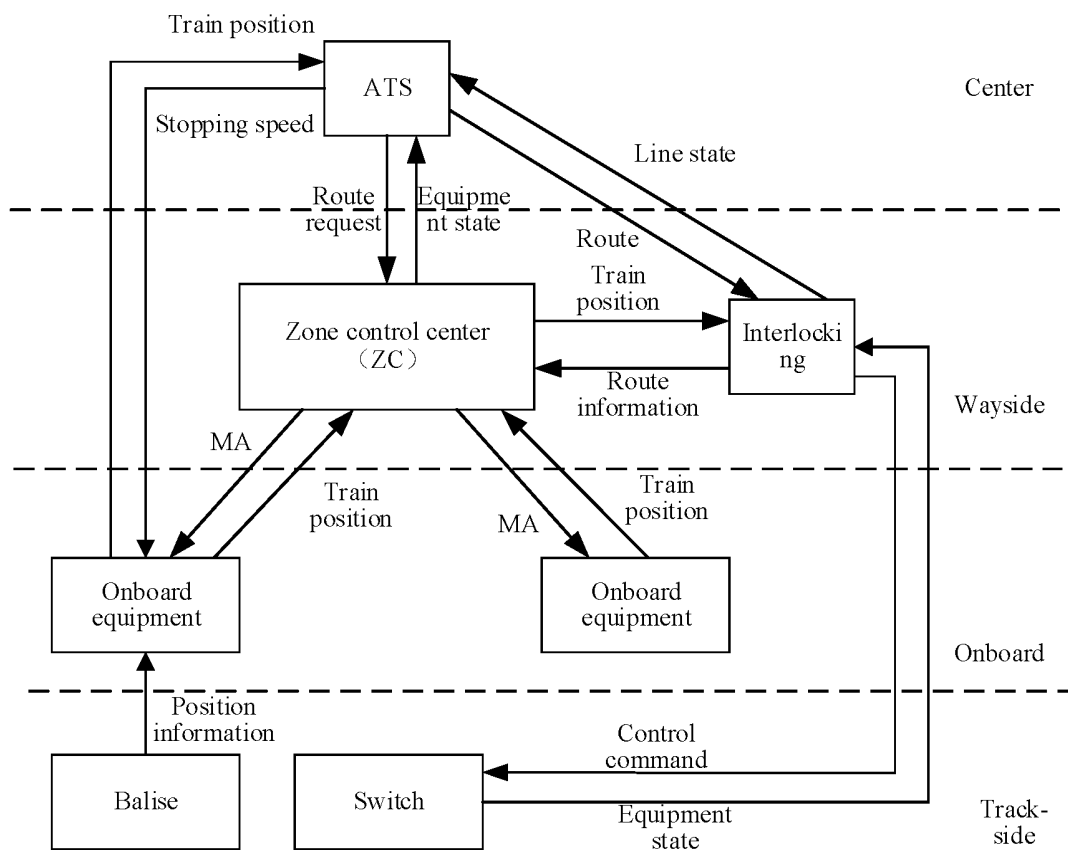 Train position
ATS
Center
Stopping speed
Line state
Route
request
Equipme
nt state
Route
Train
position
Zone control center
（ZC）
Interlocki
ng
Route
information
Wayside
MA
Train
position
MA
Train
position
Onboard
equipment
Onboard
equipment
Onboard
Position
information
Control
command
Balise
Switch
Equipment
state
Track-
side